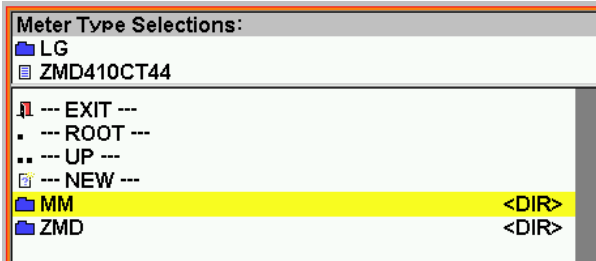 Meter Type Selections:
LG
ZMD410CT44
--- EXIT ---
. --- ROOT ---
.. --- UP ---
--- NEW ---
MM <DIR>
ZMD <DIR>